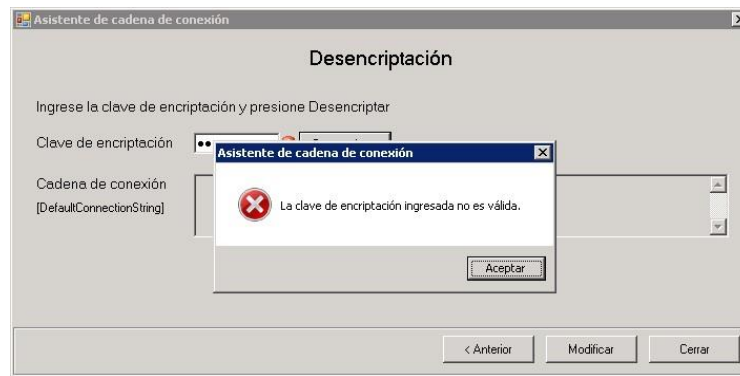 Asistente de cadena de conexión
Desencriptación
Ingrese la clave de encriptación y presione Desencriptar
Clave de encriptación
Asistente de cadena de conexión
Cadena de conexión
[DefaultConnectionString]
La clave de encriptación ingresada no es válida.
Aceptar
< Anterior
Modificar
Cerrar